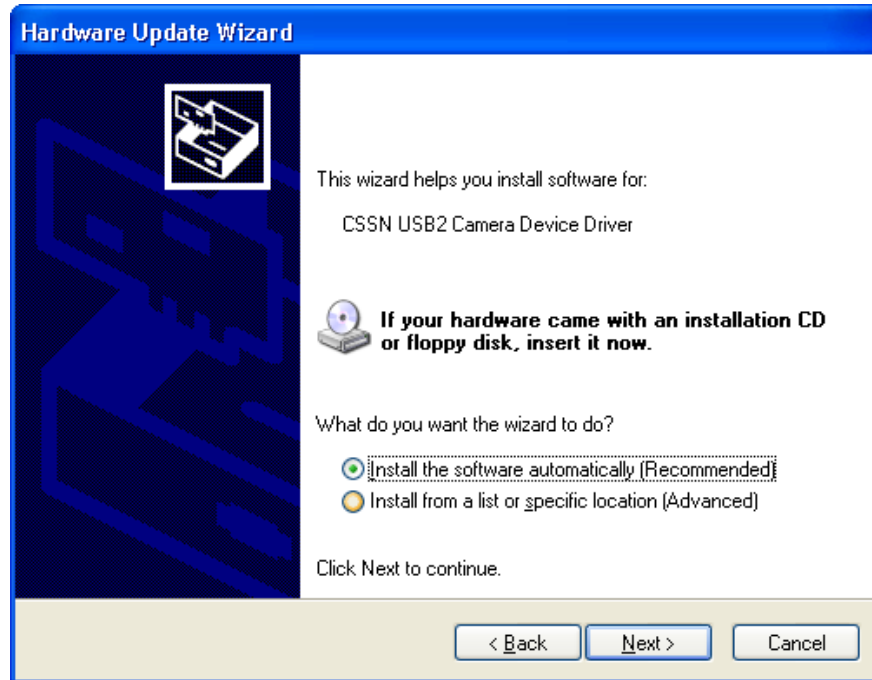 Hardware Update Wizard
This wizard helps you install software for:
CSSN USB2 Camera Device Driver
If your hardware came with an installation CD
or floppy disk, insert it now.
What do you want the wizard to do?
Install the software automatically (Recommended)
Install from a list or specific location (Advanced)
Click Next to continue.
< Back
Next >
Cancel